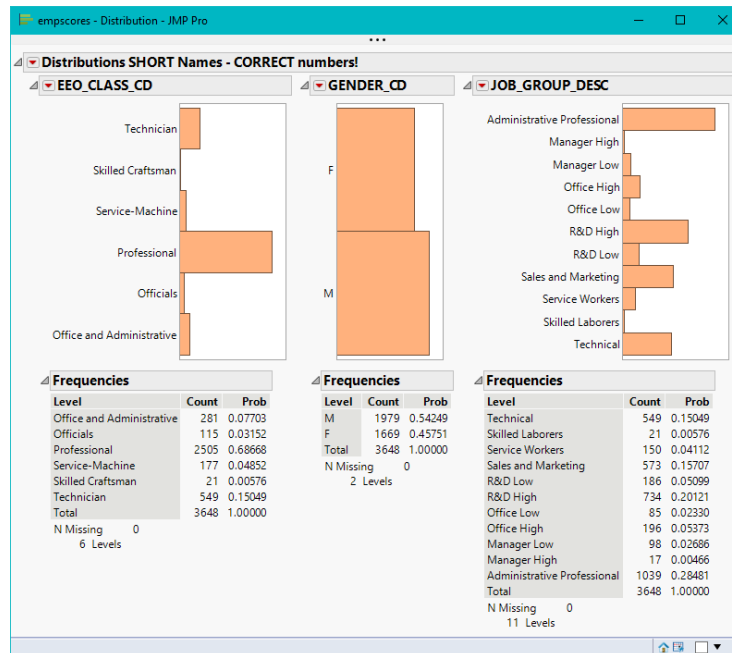 empscores - Distribution - JMP Pro
Distributions SHORT Names - CORRECT numbers!
EEO_CLASS_CD
Technician
Skilled Craftsman
Service-Machine
Professional
Officials
Office and Administrative
Frequencies
Level Count Prob
Office and Administrative 281 0.07703
Officials 115 0.03152
Professional 2505 0.68668
Service-Machine 177 0.04852
Skilled Craftsman 21 0.00576
Technician 549 0.15049
Total 3648 1.00000
N Missing 0
6 Levels
GENDER_CD
F
M
Frequencies
Level Count Prob
M 1979 0.54249
F 1669 0.45751
Total 3648 1.00000
N Missing 0
2 Levels
JOB_GROUP_DESC
Administrative Professional
Manager High
Manager Low
Office High
Office Low
R&D High
R&D Low
Sales and Marketing
Service Workers
Skilled Laborers
Technical
Frequencies
Level Count Prob
Technical 549 0.15049
Skilled Laborers 21 0.00576
Service Workers 150 0.04112
Sales and Marketing 573 0.15707
R&D Low 186 0.05099
R&D High 734 0.20121
Office Low 85 0.02330
Office High 196 0.05373
Manager Low 98 0.02686
Manager High 17 0.00466
Administrative Professional 1039 0.28481
Total 3648 1.00000
N Missing 0
11 Levels